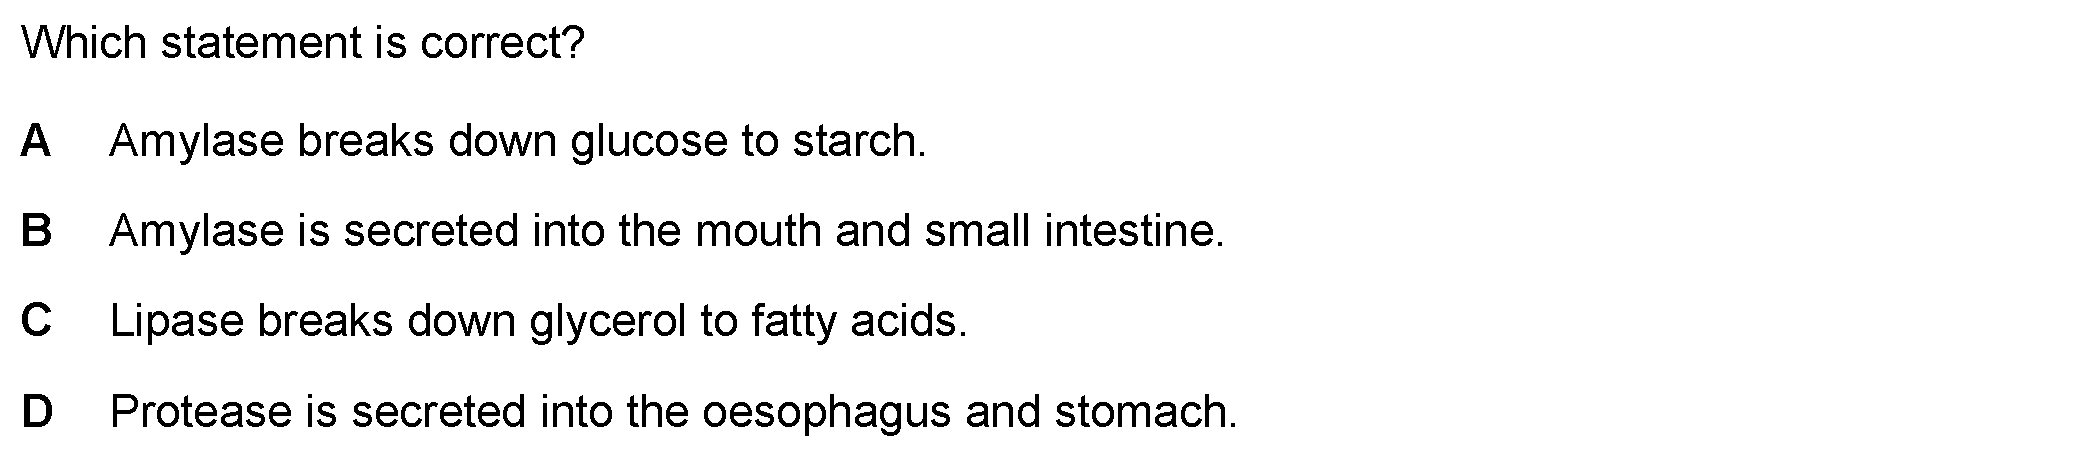 Which statement is correct?
A Amylase breaks down glucose to starch.
B Amylase is secreted into the mouth and small intestine.
C Lipase breaks down glycerol to fatty acids.
D Protease is secreted into the oesophagus and stomach.